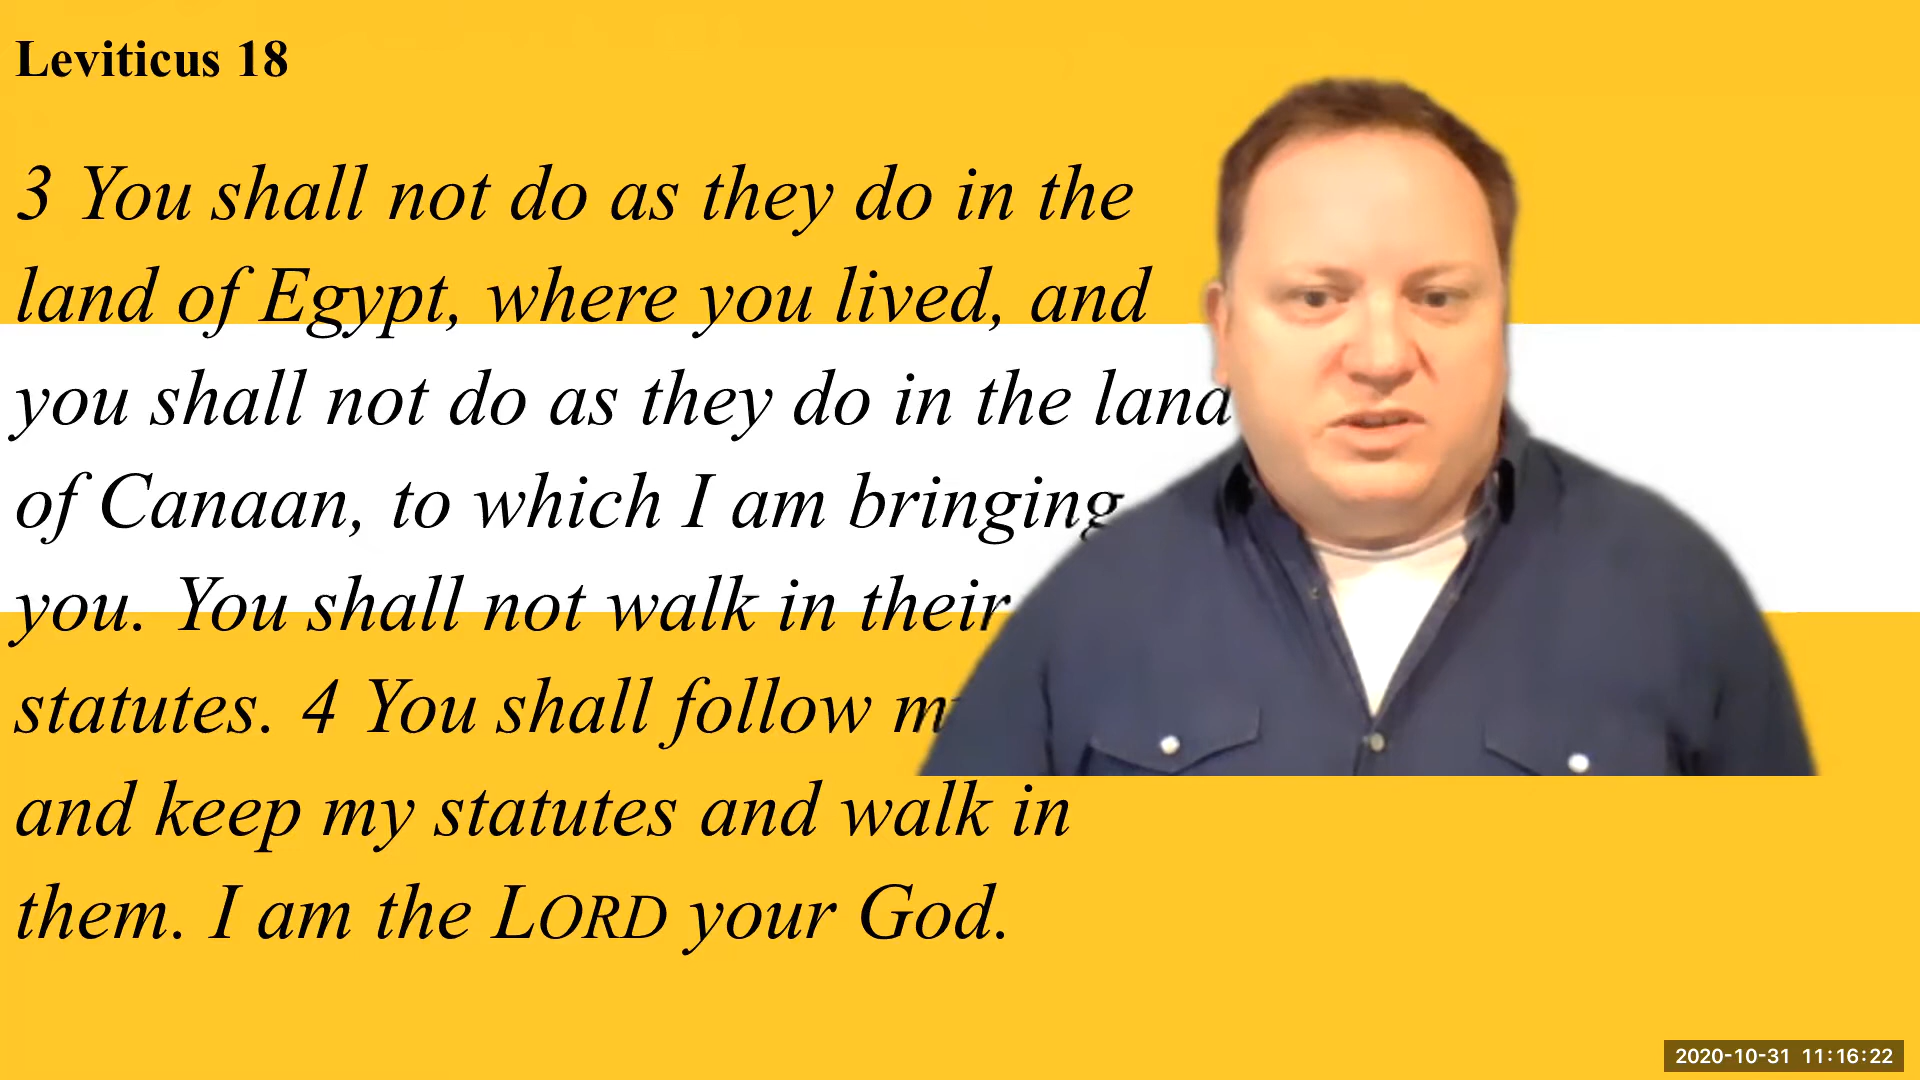 Leviticus 18
3 You shall not do as they do in the
land of Egypt, where you lived, and
you shall not do as they do in the land
of Canaan, to which I am bringing
you. You shall not walk in their
statutes. 4 You shall follow
and keep my statutes and walk in
them. I am the LORD your God.
2020-10-31 11:16:22